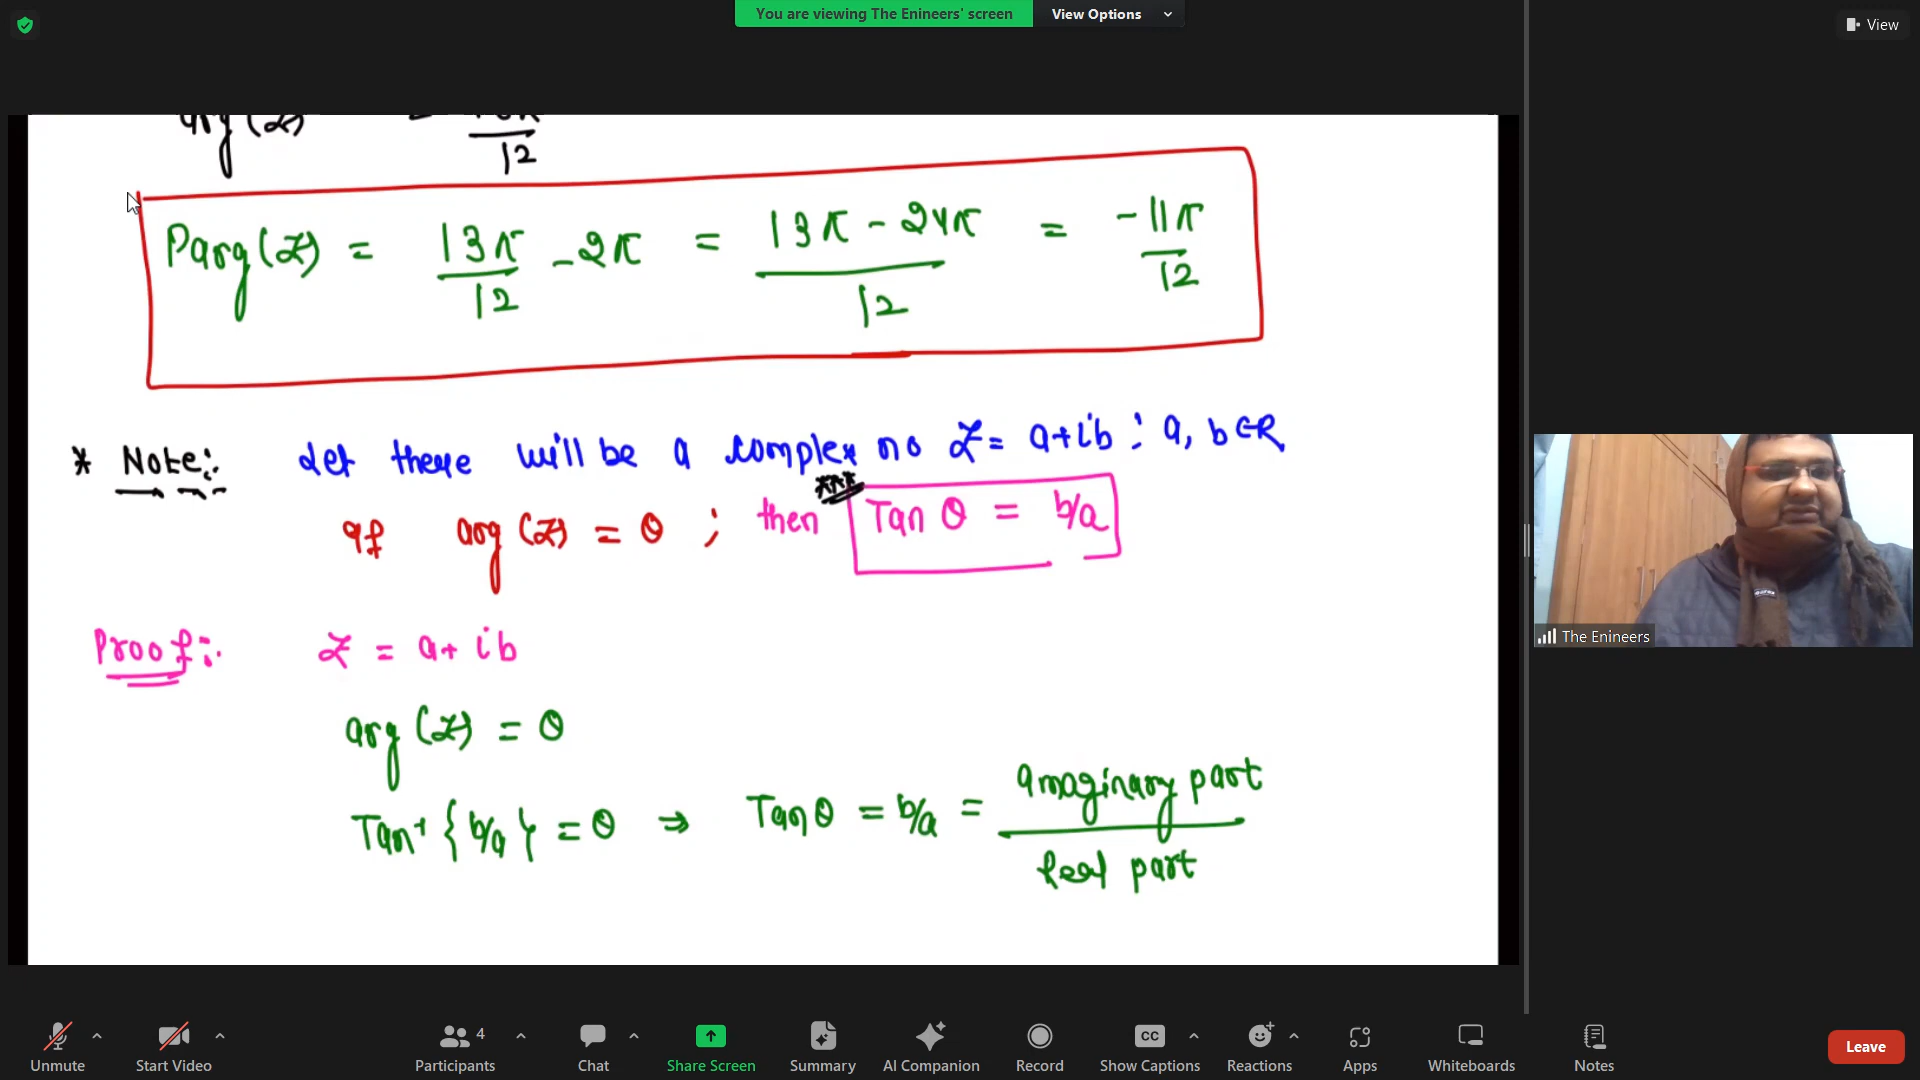 You are viewing The Enineers' screen
View Options
View
arg (Z) = 13π/12
Parg(Z) = 13π/12 - 2π = 13π - 24π/12 = -11π/12
* Note:- Let there will be a complex no Z = a+ib : a, b ∈ R
If arg (Z) = θ ; then Tan θ = b/a
Proof:- Z = a+ib
arg (Z) = θ
Tan⁻¹ {b/a} = θ ⇒ Tan θ = b/a = Imaginary part/Real part
The Enineers
4
CC
Unmute
Start Video
Participants
Chat
Share Screen
Summary
AI Companion
Record
Show Captions
Reactions
Apps
Whiteboards
Notes
Leave